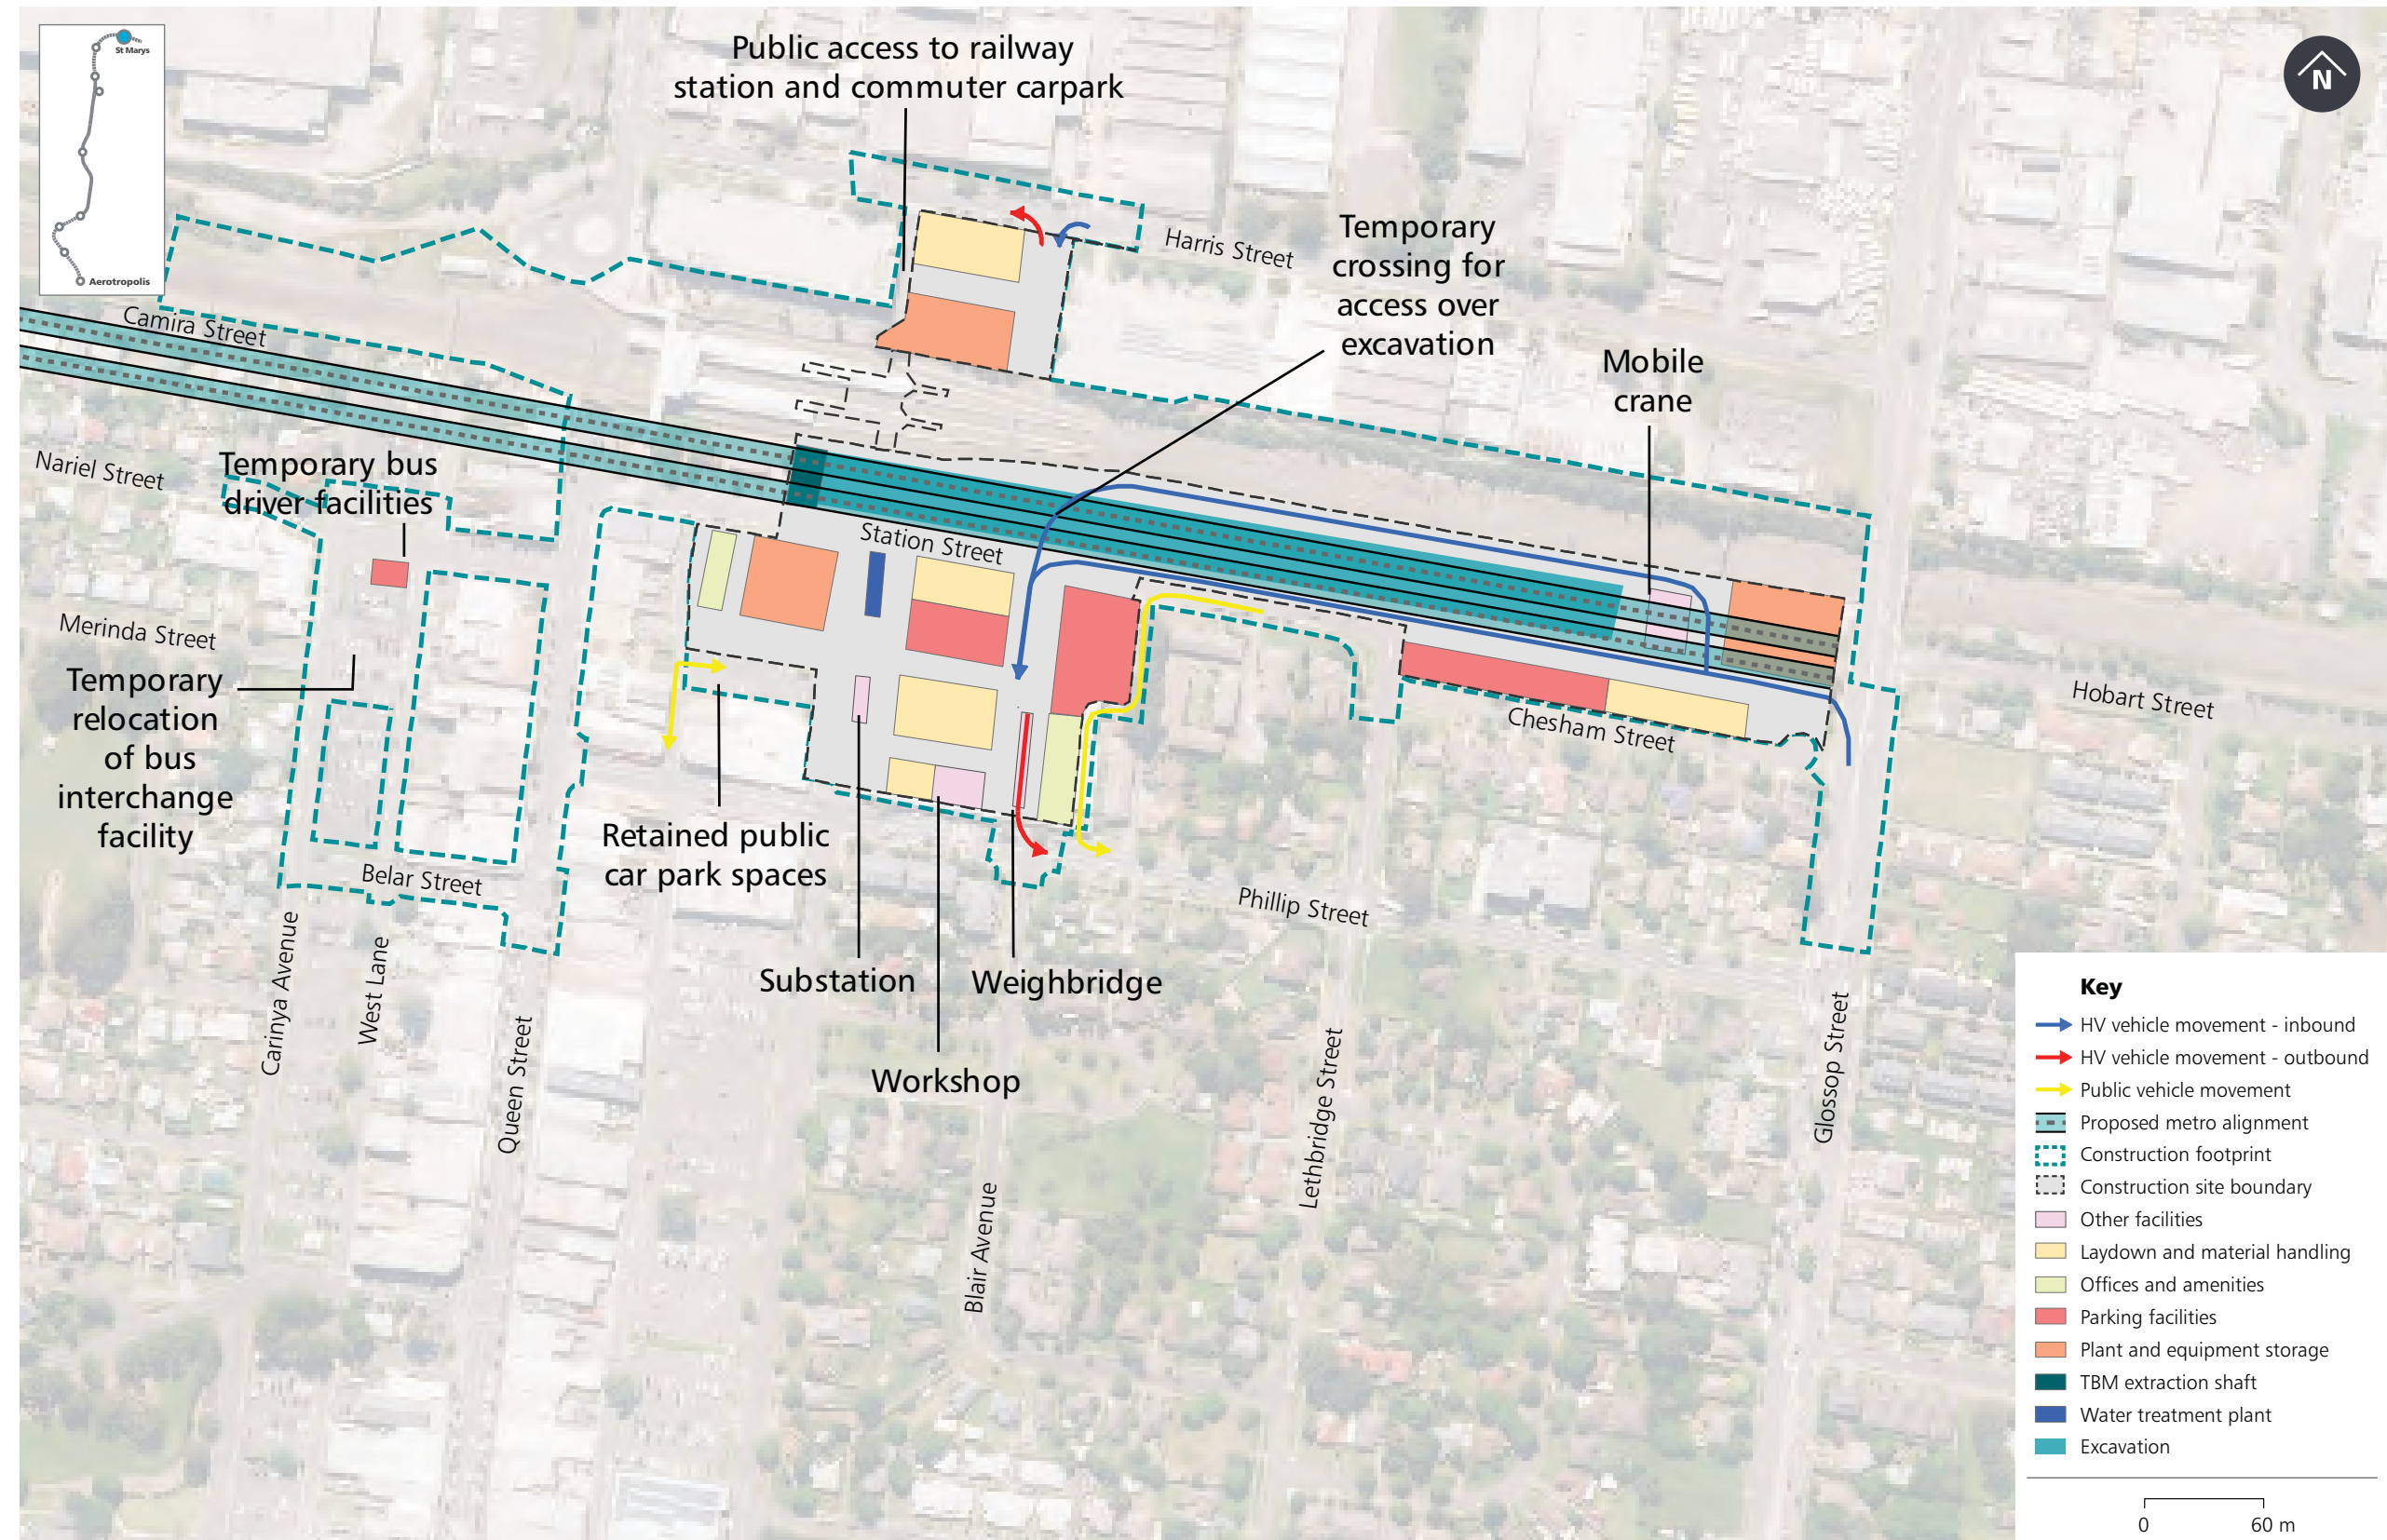 St Marys
Aerotropolis
N
Public access to railway
station and commuter carpark
Harris Street
Temporary
crossing for
access over
excavation
Mobile
crane
Camira Street
Nariel Street
Temporary bus
driver facilities
Station Street
Merinda Street
Temporary
relocation
of bus
interchange
facility
Hobart Street
Chesham Street
Retained public
car park spaces
Belar Street
Phillip Street
Substation
Weighbridge
Workshop
Carinya Avenue
West Lane
Queen Street
Blair Avenue
Lethbridge Street
Glossop Street
Key
HV vehicle movement - inbound
HV vehicle movement - outbound
Public vehicle movement
Proposed metro alignment
Construction footprint
Construction site boundary
Other facilities
Laydown and material handling
Offices and amenities
Parking facilities
Plant and equipment storage
TBM extraction shaft
Water treatment plant
Excavation
0 60 m